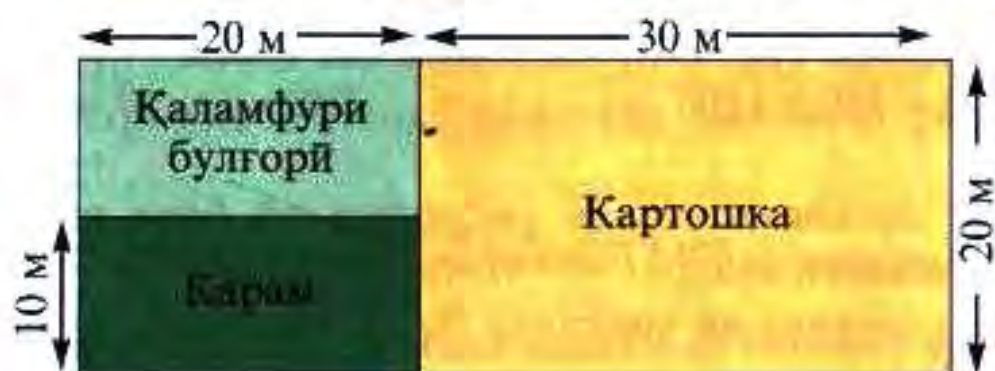 20 м
30 м
Қаламфури
булғорӣ
Картошка
20 м
10 м
Карам